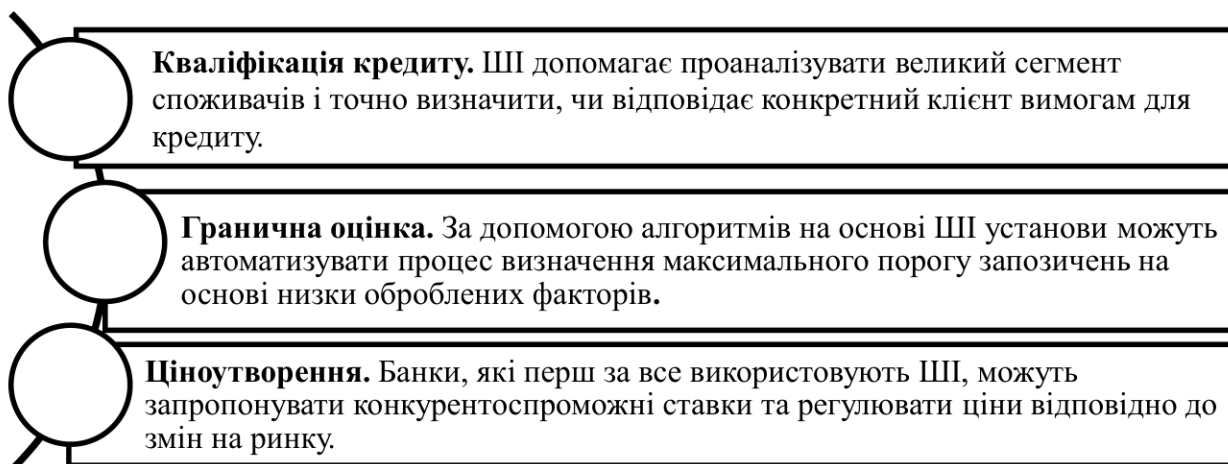 Кваліфікація кредиту. ШІ допомагає проаналізувати великий сегмент
споживачів і точно визначити, чи відповідає конкретний клієнт вимогам для
кредиту.
Гранична оцінка. За допомогою алгоритмів на основі ШІ установи можуть
автоматизувати процес визначення максимального порогу запозичень на
основі низки оброблених факторів.
Ціноутворення. Банки, які перш за все використовують ШІ, можуть
запропонувати конкурентоспроможні ставки та регулювати ціни відповідно до
змін на ринку.